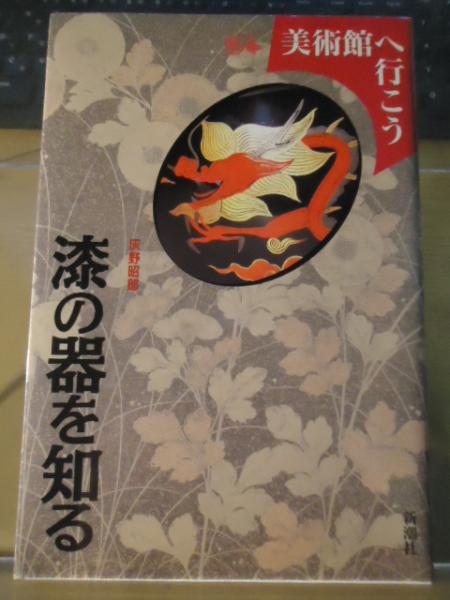 美術館へ行こう
灰野昭郎
漆の器を知る
新潮社